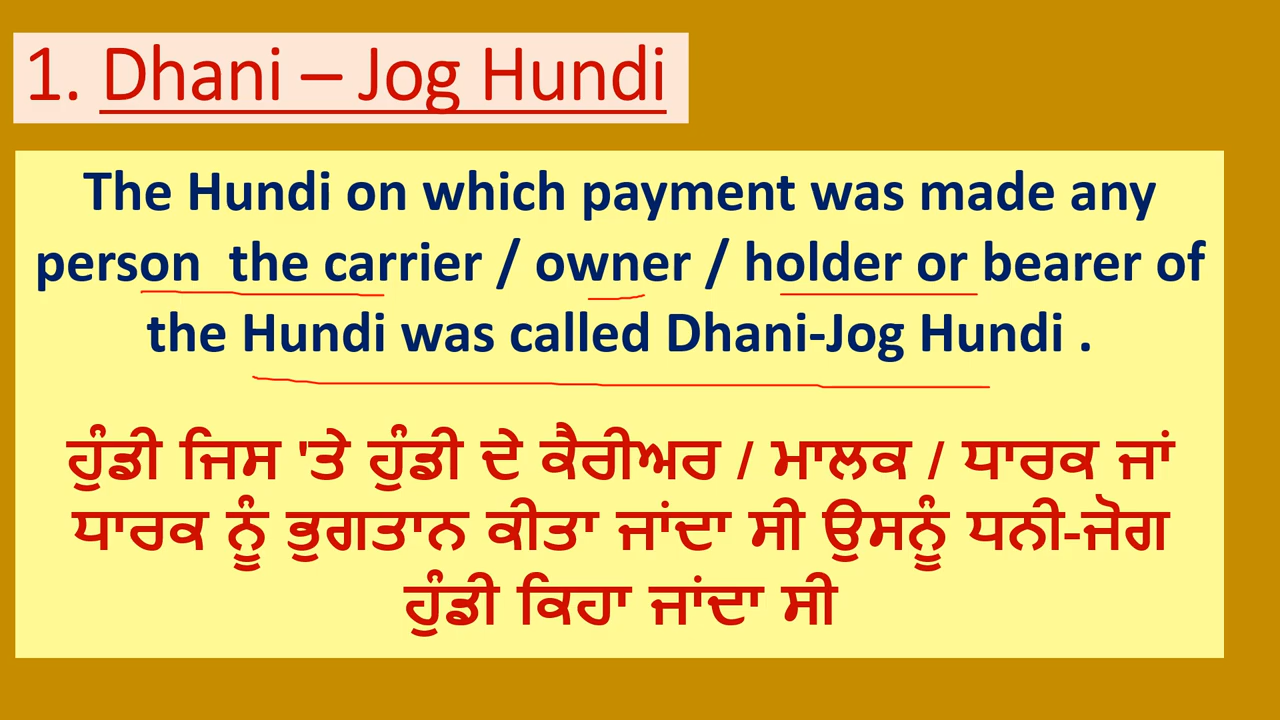 1. Dhani – Jog Hundi
The Hundi on which payment was made any
person the carrier / owner / holder or bearer of
the Hundi was called Dhani-Jog Hundi .
ਹੁੰਡੀ ਜਿਸ 'ਤੇ ਹੁੰਡੀ ਦੇ ਕੈਰੀਅਰ / ਮਾਲਕ / ਧਾਰਕ ਜਾਂ
ਧਾਰਕ ਨੂੰ ਭੁਗਤਾਨ ਕੀਤਾ ਜਾਂਦਾ ਸੀ ਉਸਨੂੰ ਧਨੀ-ਜੋਗ
ਹੁੰਡੀ ਕਿਹਾ ਜਾਂਦਾ ਸੀ